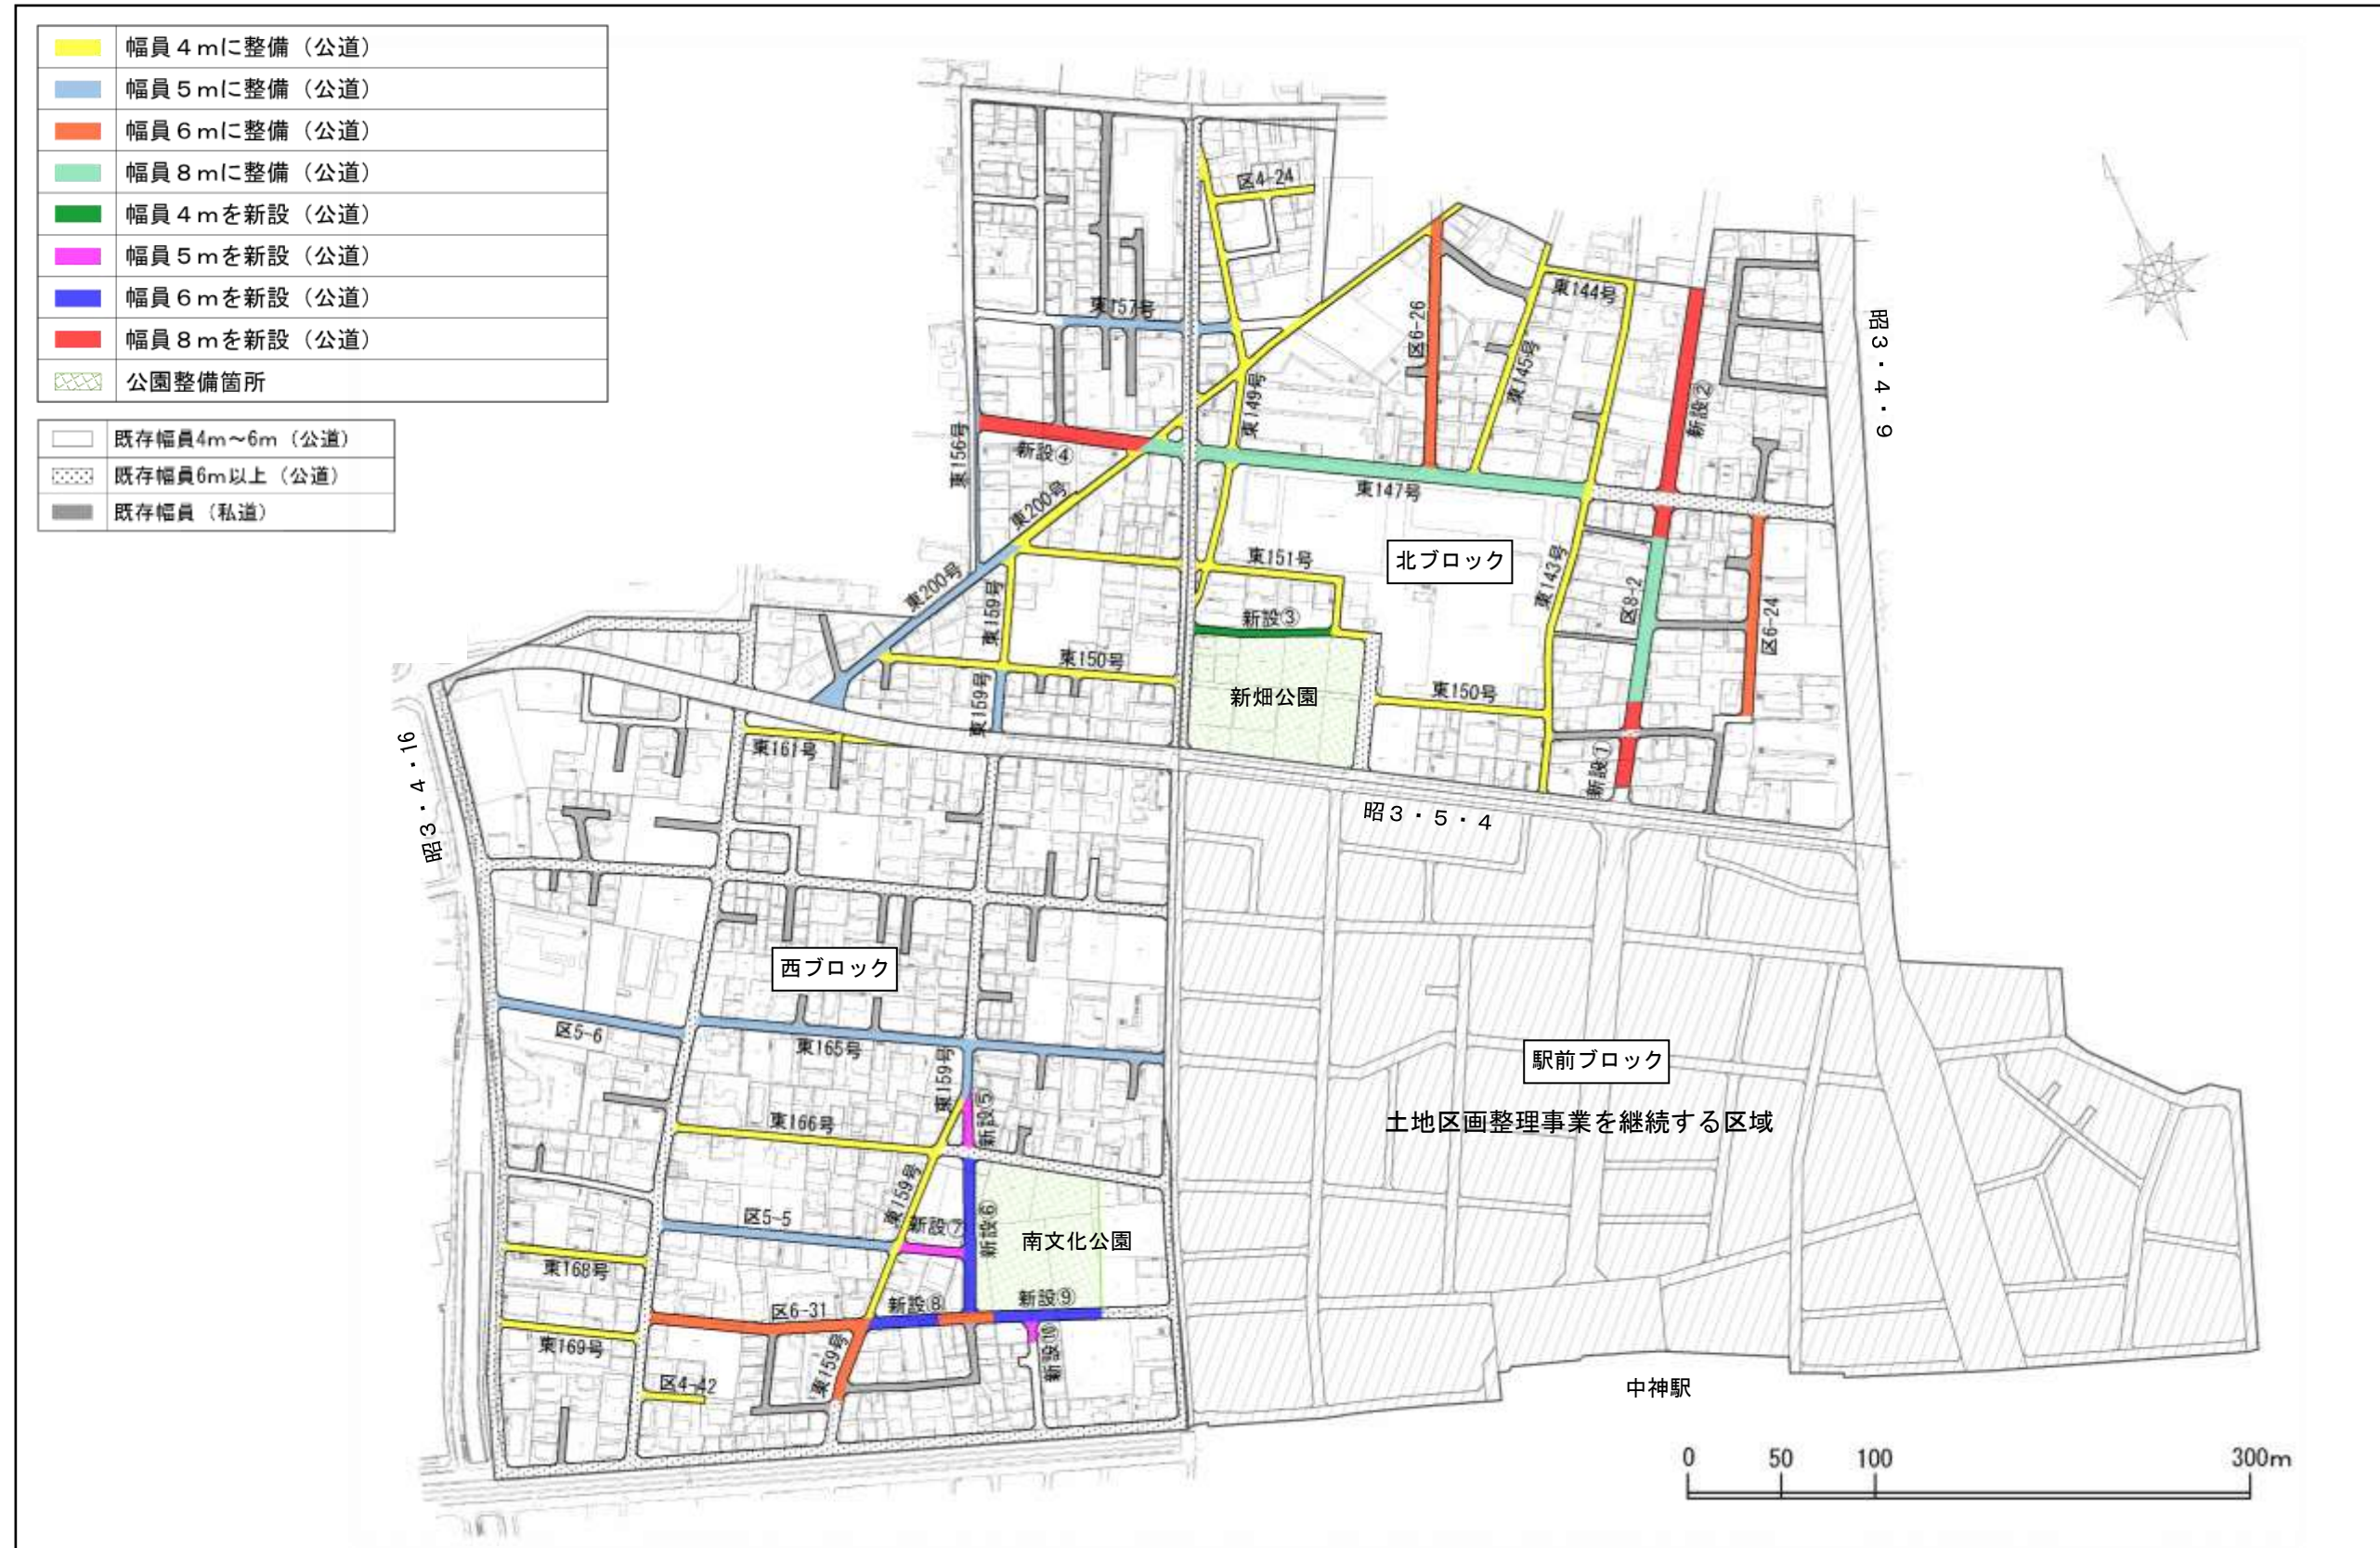 幅員４ｍに整備（公道）
幅員５ｍに整備（公道）
幅員６ｍに整備（公道）
幅員８ｍに整備（公道）
幅員４ｍを新設（公道）
幅員５ｍを新設（公道）
幅員６ｍを新設（公道）
幅員８ｍを新設（公道）
公園整備箇所
既存幅員4m～6m（公道）
既存幅員6m以上（公道）
既存幅員（私道）
区4-24
東157号
東144号
区6-26
東145号
東149号
新設②
昭３・４・９
東156号
新設④
東200号
東147号
北ブロック
東151号
東143号
区8-2
区6-24
東200号
東159号
新設③
東150号
東159号
新畑公園
東150号
新設①
東161号
昭３・４・16
昭３・５・４
西ブロック
区5-6
東165号
東159号
新設⑤
駅前ブロック
土地区画整理事業を継続する区域
東166号
東159号
区5-5
新設⑦
新設⑥
南文化公園
東168号
区6-31
新設⑧
新設⑨
東169号
東159号
新設⑩
区4-42
中神駅
0 50 100 300m